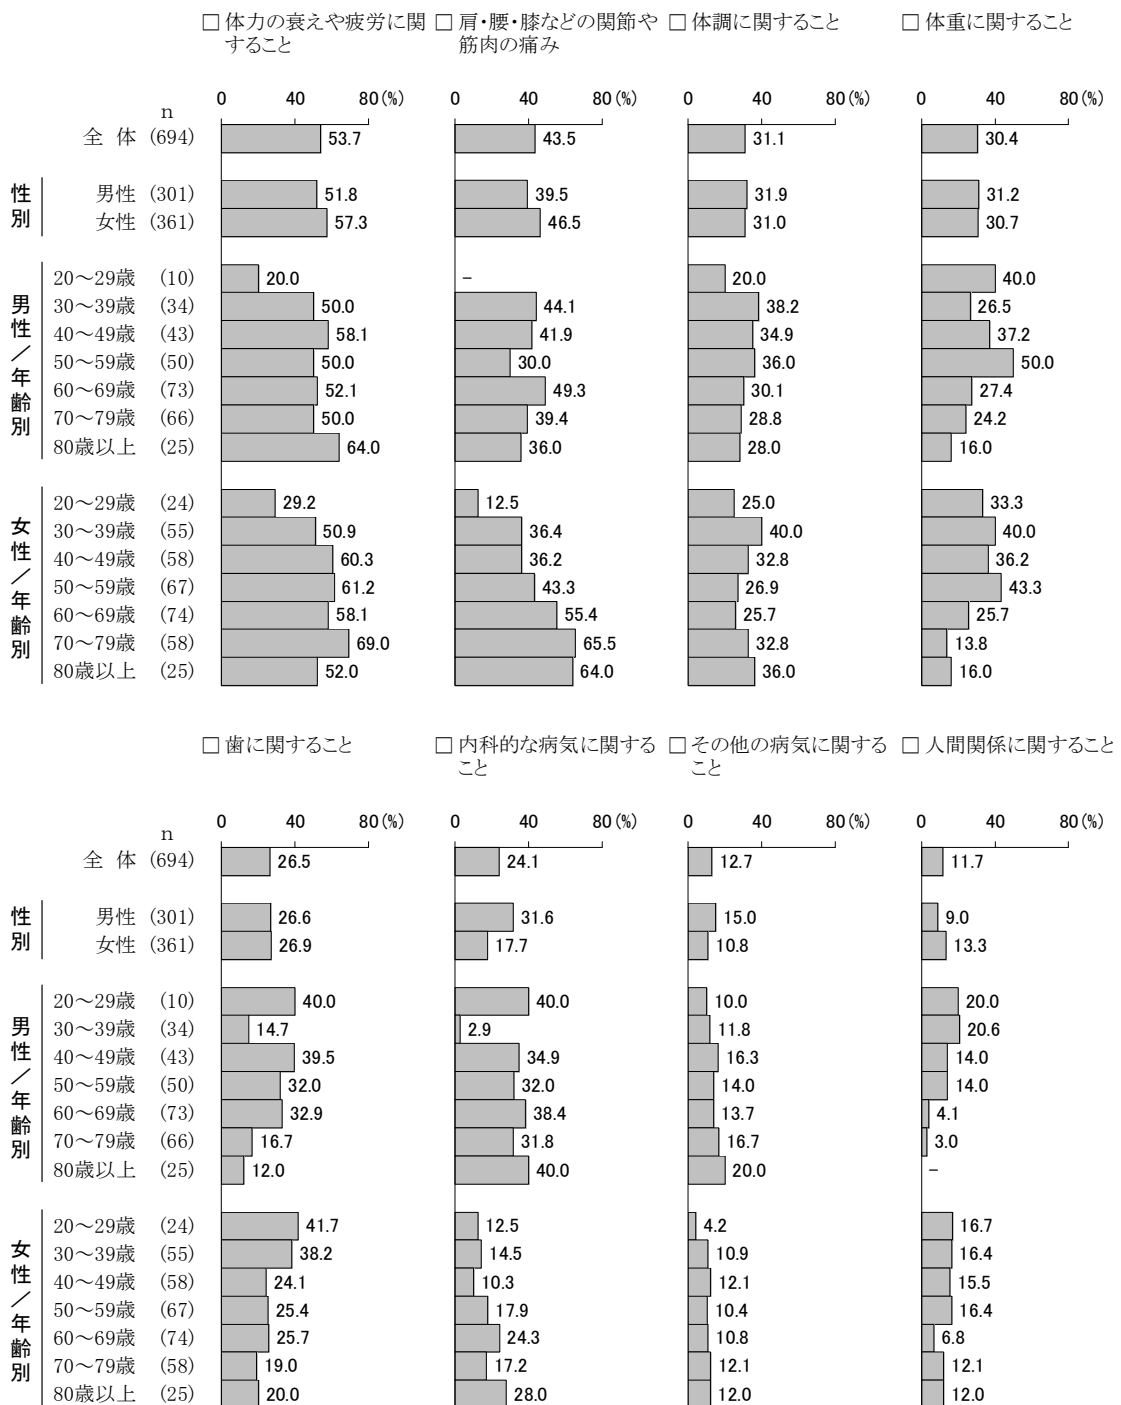 □ 体力の衰えや疲労に関 □ 肩・腰・膝などの関節や □ 体調に関すること □ 体重に関すること
すること 筋肉の痛み
0 40 80(%) 0 40 80(%) 0 40 80(%) 0 40 80(%)
n
全 体 (694) 53.7 43.5 31.1 30.4
性別
男性 (301) 51.8 39.5 31.9 31.2
女性 (361) 57.3 46.5 31.0 30.7
男性/年齢別
20～29歳 (10) 20.0 - 20.0 40.0
30～39歳 (34) 50.0 44.1 38.2 26.5
40～49歳 (43) 58.1 41.9 34.9 37.2
50～59歳 (50) 50.0 30.0 36.0 50.0
60～69歳 (73) 52.1 49.3 30.1 27.4
70～79歳 (66) 50.0 39.4 28.8 24.2
80歳以上 (25) 64.0 36.0 28.0 16.0
女性/年齢別
20～29歳 (24) 29.2 12.5 25.0 33.3
30～39歳 (55) 50.9 36.4 40.0 40.0
40～49歳 (58) 60.3 36.2 32.8 36.2
50～59歳 (67) 61.2 43.3 26.9 43.3
60～69歳 (74) 58.1 55.4 25.7 25.7
70～79歳 (58) 69.0 65.5 32.8 13.8
80歳以上 (25) 52.0 64.0 36.0 16.0
□ 歯に関すること □ 内科的な病気に関する □ その他の病気に関する □ 人間関係に関すること
こと こと
0 40 80(%) 0 40 80(%) 0 40 80(%) 0 40 80(%)
n
全 体 (694) 26.5 24.1 12.7 11.7
性別
男性 (301) 26.6 31.6 15.0 9.0
女性 (361) 26.9 17.7 10.8 13.3
男性/年齢別
20～29歳 (10) 40.0 40.0 10.0 20.0
30～39歳 (34) 14.7 2.9 11.8 20.6
40～49歳 (43) 39.5 34.9 16.3 14.0
50～59歳 (50) 32.0 32.0 14.0 14.0
60～69歳 (73) 32.9 38.4 13.7 4.1
70～79歳 (66) 16.7 31.8 16.7 3.0
80歳以上 (25) 12.0 40.0 20.0 -
女性/年齢別
20～29歳 (24) 41.7 12.5 4.2 16.7
30～39歳 (55) 38.2 14.5 10.9 16.4
40～49歳 (58) 24.1 10.3 12.1 15.5
50～59歳 (67) 25.4 17.9 10.4 16.4
60～69歳 (74) 25.7 24.3 10.8 6.8
70～79歳 (58) 19.0 17.2 12.1 12.1
80歳以上 (25) 20.0 28.0 12.0 12.0